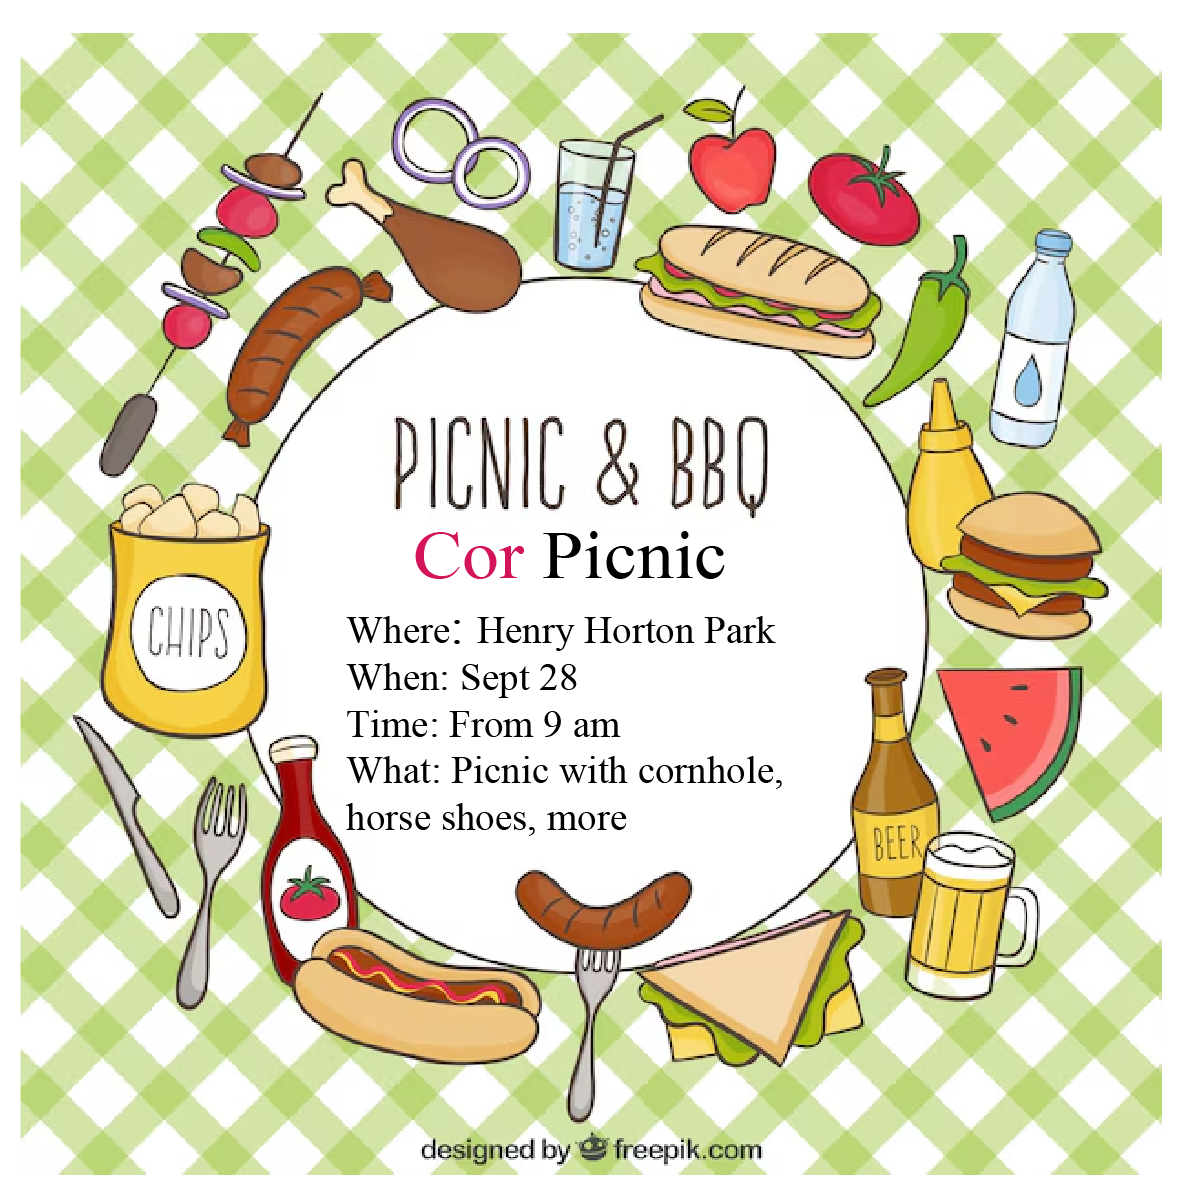 PICNIC & BBQ
Cor Picnic
Where: Henry Horton Park
When: Sept 28
Time: From 9 am
What: Picnic with cornhole,
horse shoes, more
CHIPS
BEER
designed by freepik.com